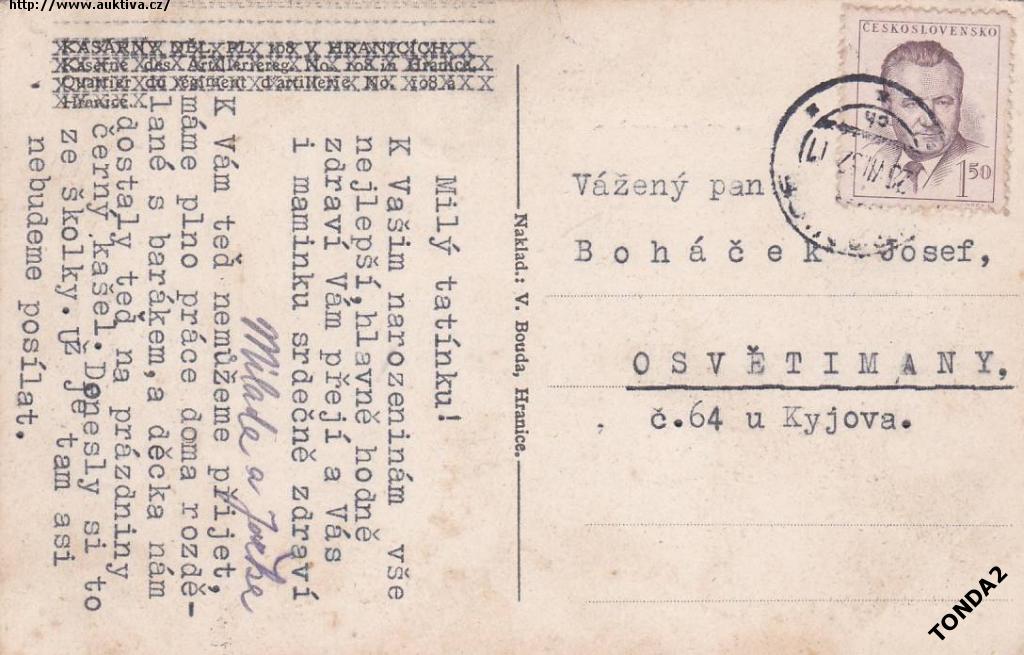 http://www.auktiva.cz/
KASÁRNY DĚL. PL. 108 V HRANICÍCH.
Kaserne des Artilleriereg. No. 108 in Hranice.
Quartier du régiment d'artillerie No. 108 à
Hranice.
Milý tatínku!
K Vašim narozeninám vše
nejlepší, hlavně hodně
zdraví Vám přejí a Vás
i maminku srdečně zdraví
Milada a Jožka
K Vám teď nemůžeme přijet,
máme plno práce doma rozdě-
lané s barákem, a děcka nám
dostaly teď na prázdniny
černý kašel. Donesly si to
ze školky. Už je tam asi
nebudeme posílat.
Naklad.: V. Bouda, Hranice.
ČESKOSLOVENSKO
1 50
Vážený pan
Boháček Josef,
OSVĚTIMANY,
č.64 u Kyjova.
TONDA2